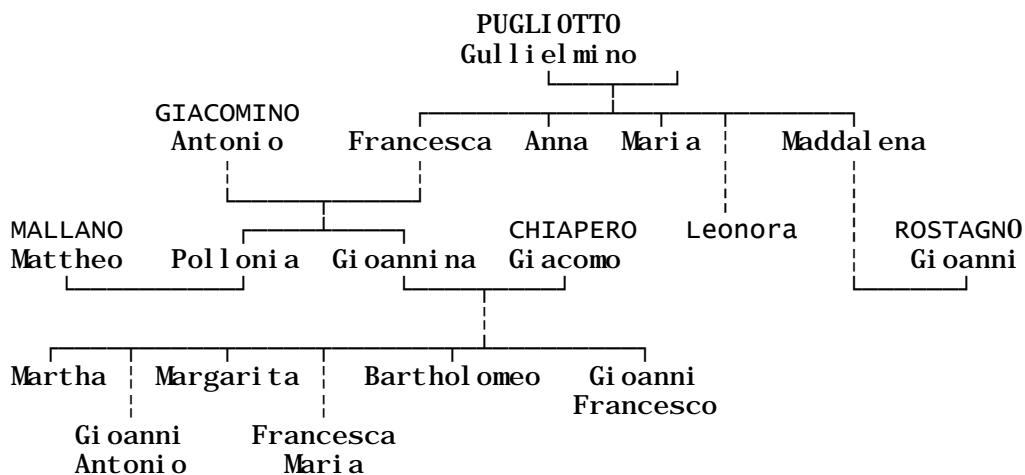 PUGLIOTTO
Gullielmino
GIACOMINO
Antonio Francesca Anna Maria Maddalena
MALLANO CHIAPERO Leonora ROSTAGNO
Mattheo Pollonia Gioannina Giacomo Gioanni
Martha Margarita Bartholomeo Gioanni
Francesco
Gioanni Francesca
Antonio Maria